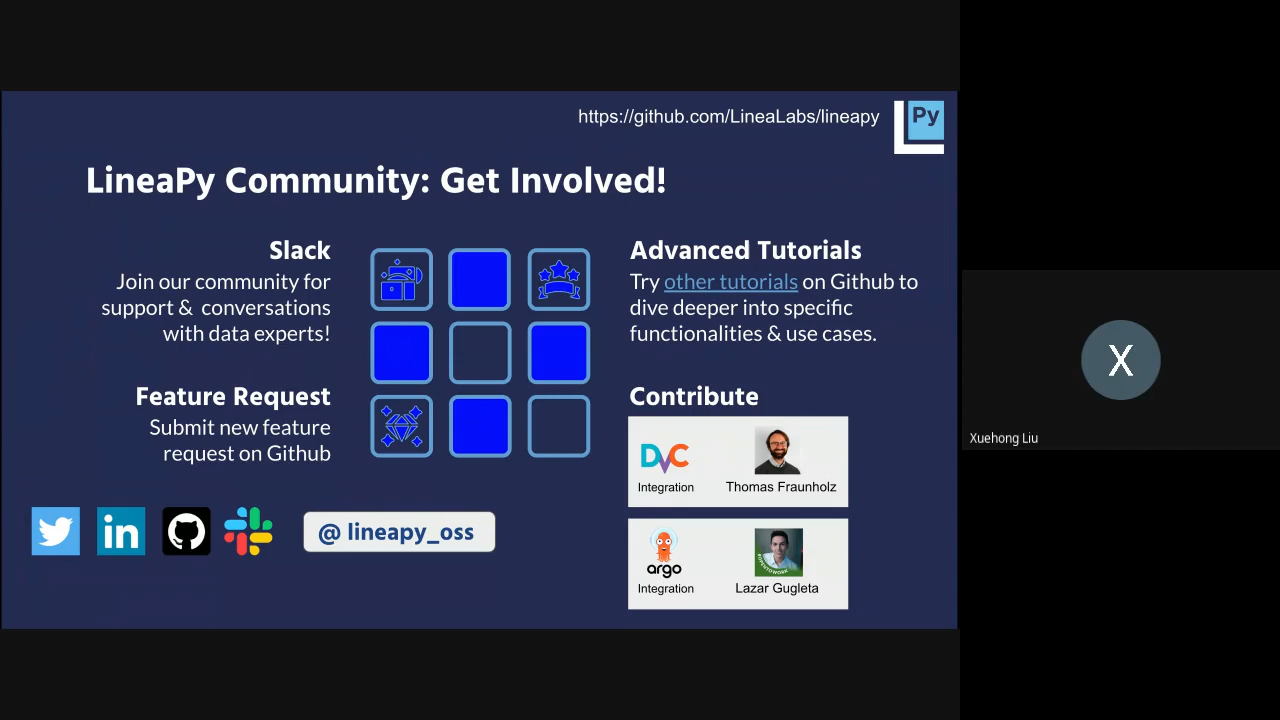 https://github.com/LineaLabs/lineapy
Py
LineaPy Community: Get Involved!
Slack
Join our community for
support & conversations
with data experts!
Feature Request
Submit new feature
request on Github
Advanced Tutorials
Try other tutorials on Github to
dive deeper into specific
functionalities & use cases.
Contribute
DVC
Integration
Thomas Fraunholz
argo
Integration
#OPENTOWORK
Lazar Gugleta
in
@ lineapy_oss
X
Xuehong Liu